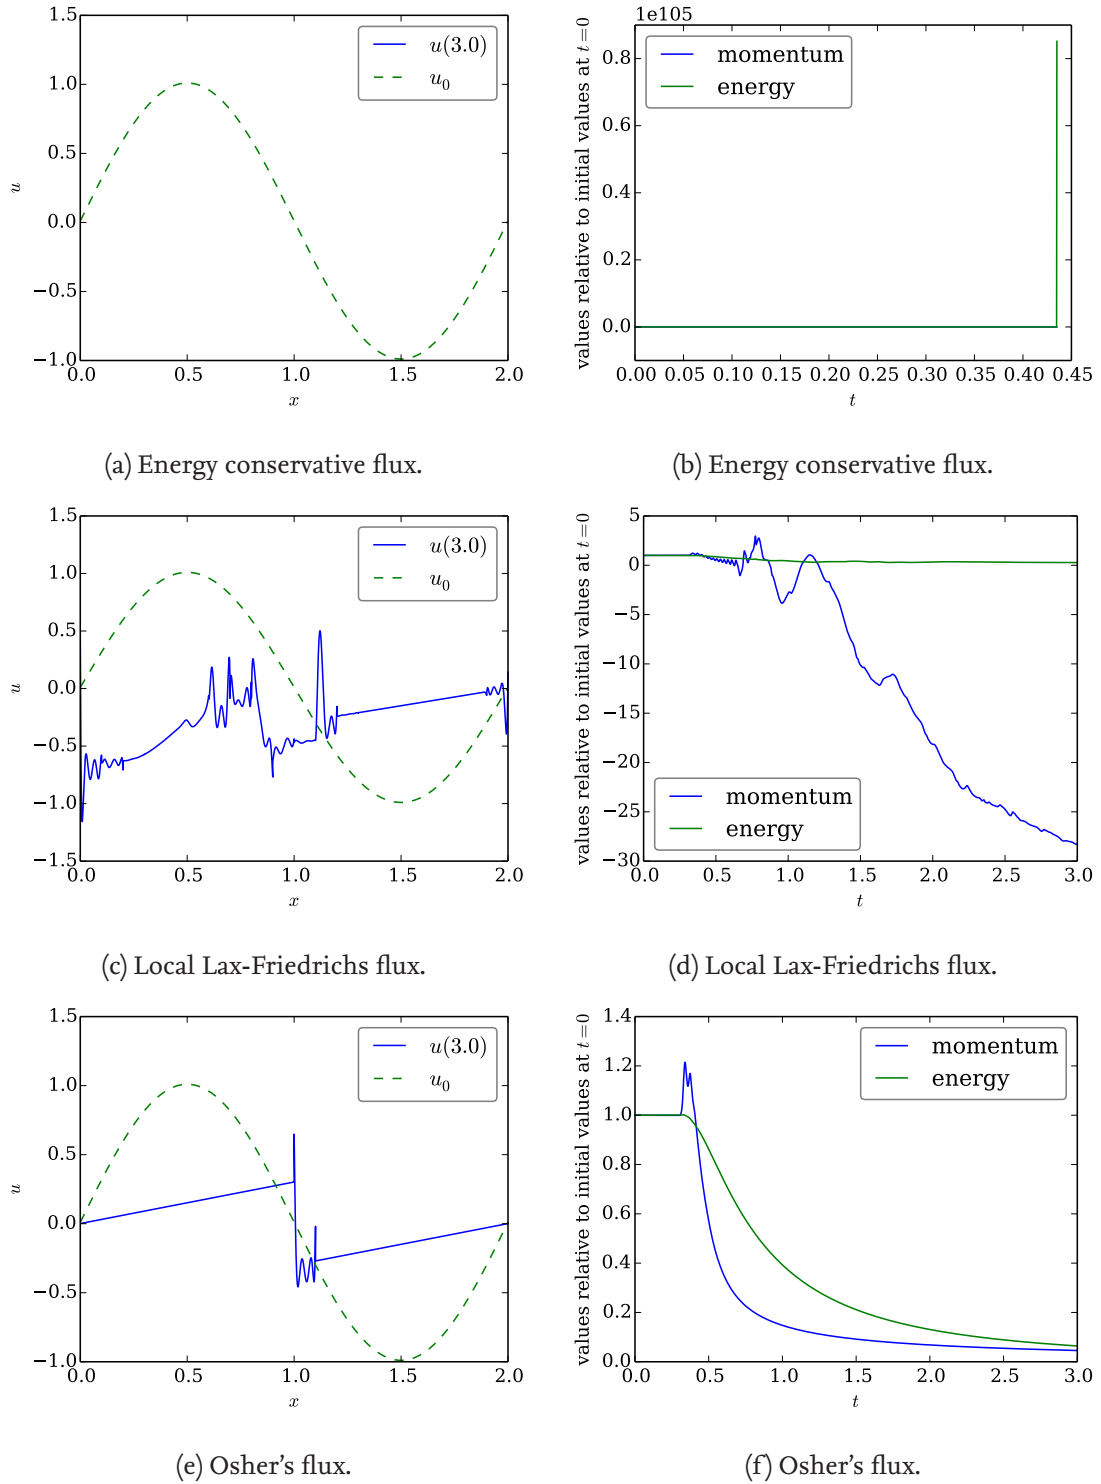 1.5
1.0
0.5
0.0
−0.5
−1.0
u
0.0 0.5 1.0 1.5 2.0
x
u(3.0)
u₀
(a) Energy conservative flux.
1e105
0.8
0.6
0.4
0.2
0.0
values relative to initial values at t=0
0.00 0.05 0.10 0.15 0.20 0.25 0.30 0.35 0.40 0.45
t
momentum
energy
(b) Energy conservative flux.
1.5
1.0
0.5
0.0
−0.5
−1.0
−1.5
u
0.0 0.5 1.0 1.5 2.0
x
u(3.0)
u₀
(c) Local Lax-Friedrichs flux.
5
0
−5
−10
−15
−20
−25
−30
values relative to initial values at t=0
0.0 0.5 1.0 1.5 2.0 2.5 3.0
t
momentum
energy
(d) Local Lax-Friedrichs flux.
1.5
1.0
0.5
0.0
−0.5
−1.0
u
0.0 0.5 1.0 1.5 2.0
x
u(3.0)
u₀
(e) Osher’s flux.
1.4
1.2
1.0
0.8
0.6
0.4
0.2
0.0
values relative to initial values at t=0
0.0 0.5 1.0 1.5 2.0 2.5 3.0
t
momentum
energy
(f) Osher’s flux.